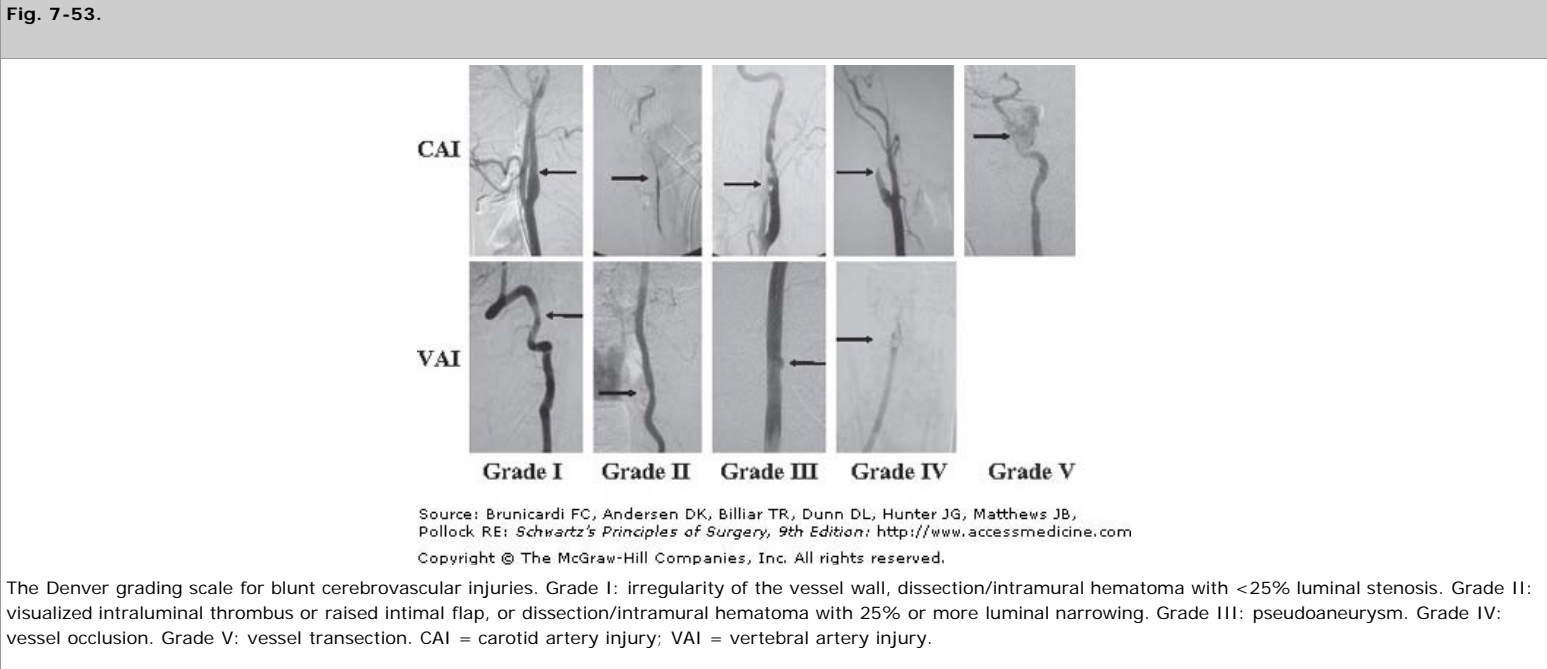 Fig. 7-53.
CAI
VAI
Grade I Grade II Grade III Grade IV Grade V
Source: Brunicardi FC, Andersen DK, Billiar TR, Dunn DL, Hunter JG, Matthews JB,
Pollock RE: Schwartz's Principles of Surgery, 9th Edition: http://www.accessmedicine.com
Copyright © The McGraw-Hill Companies, Inc. All rights reserved.
The Denver grading scale for blunt cerebrovascular injuries. Grade I: irregularity of the vessel wall, dissection/intramural hematoma with <25% luminal stenosis. Grade II:
visualized intraluminal thrombus or raised intimal flap, or dissection/intramural hematoma with 25% or more luminal narrowing. Grade III: pseudoaneurysm. Grade IV:
vessel occlusion. Grade V: vessel transection. CAI = carotid artery injury; VAI = vertebral artery injury.